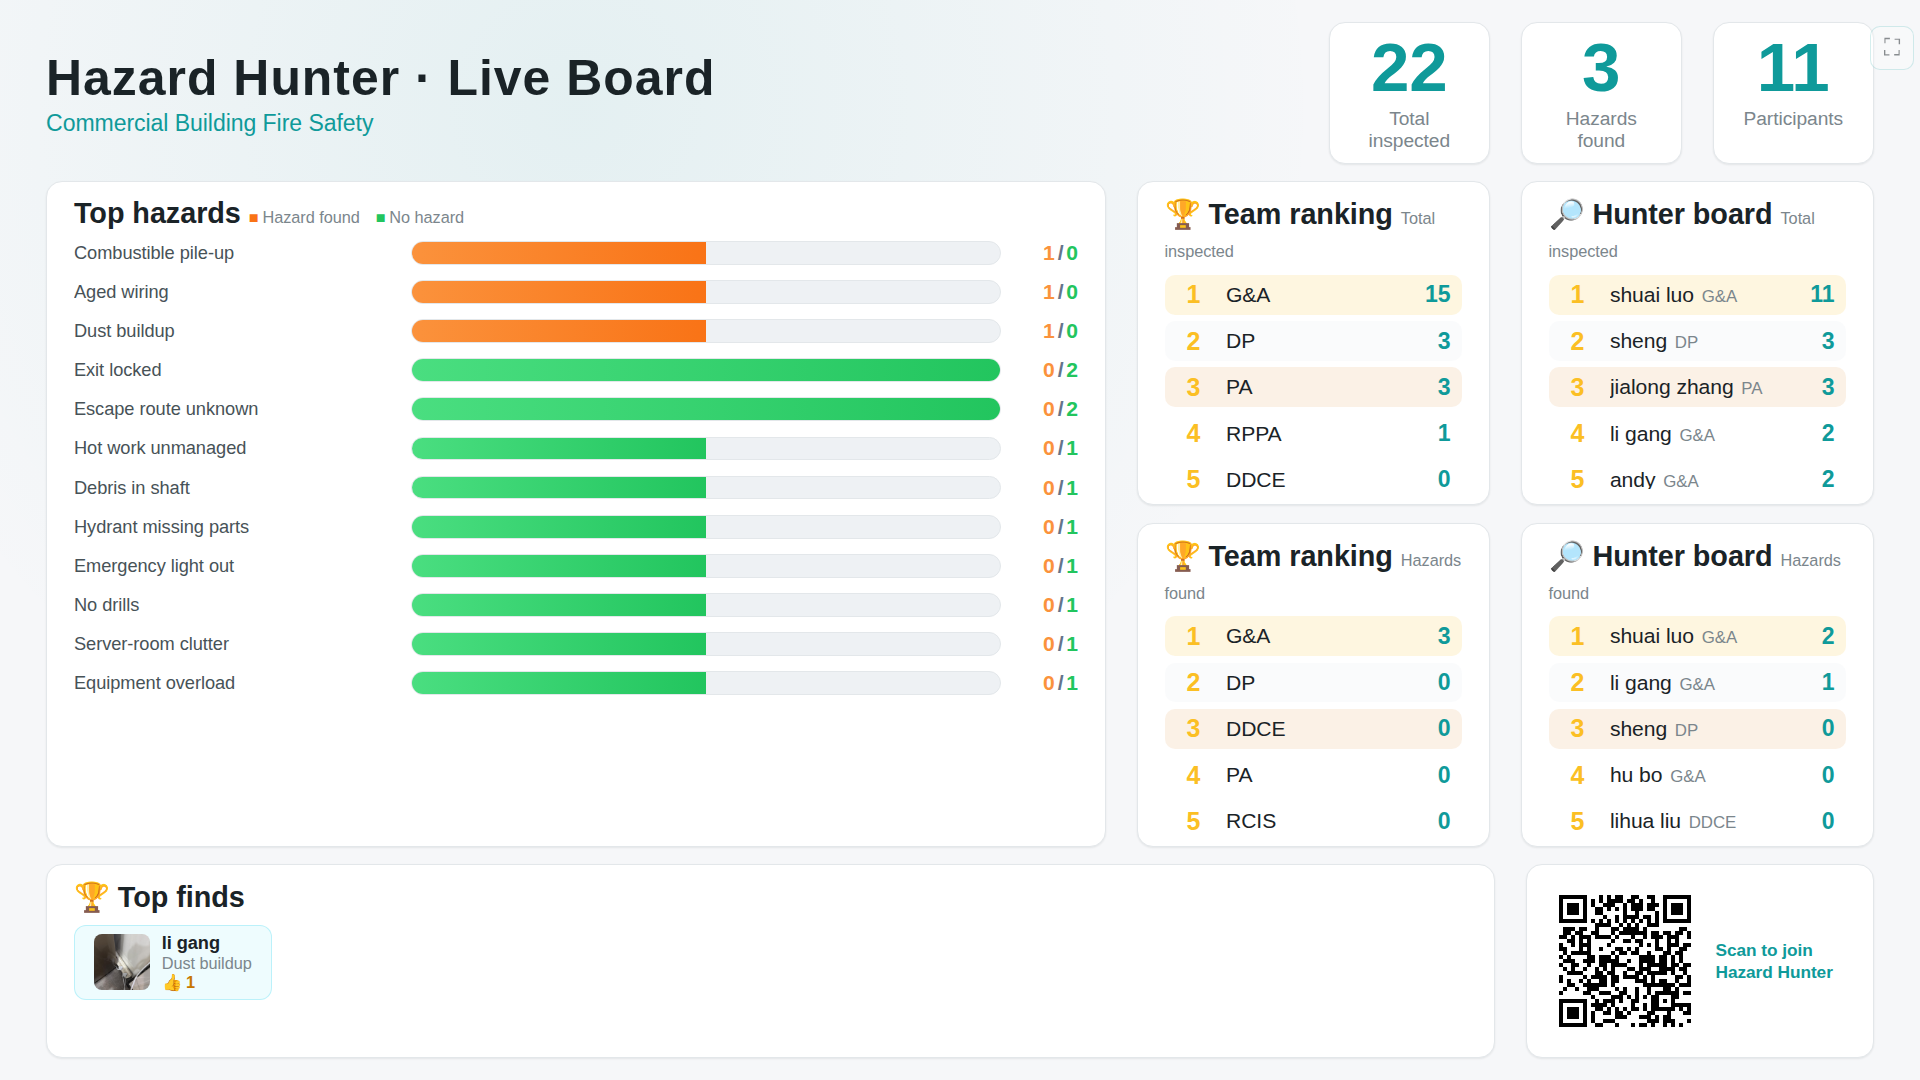 Hazard Hunter · Live Board
Commercial Building Fire Safety
22
Total
inspected
3
Hazards
found
11
Participants
Top hazards ■ Hazard found ■ No hazard
Combustible pile-up 1/0
Aged wiring 1/0
Dust buildup 1/0
Exit locked 0/2
Escape route unknown 0/2
Hot work unmanaged 0/1
Debris in shaft 0/1
Hydrant missing parts 0/1
Emergency light out 0/1
No drills 0/1
Server-room clutter 0/1
Equipment overload 0/1
🏆 Team ranking Total
inspected
1 G&A 15
2 DP 3
3 PA 3
4 RPPA 1
5 DDCE 0
🔎 Hunter board Total
inspected
1 shuai luo G&A 11
2 sheng DP 3
3 jialong zhang PA 3
4 li gang G&A 2
5 andy G&A 2
🏆 Team ranking Hazards
found
1 G&A 3
2 DP 0
3 DDCE 0
4 PA 0
5 RCIS 0
🔎 Hunter board Hazards
found
1 shuai luo G&A 2
2 li gang G&A 1
3 sheng DP 0
4 hu bo G&A 0
5 lihua liu DDCE 0
🏆 Top finds
li gang
Dust buildup
👍 1
Scan to join
Hazard Hunter